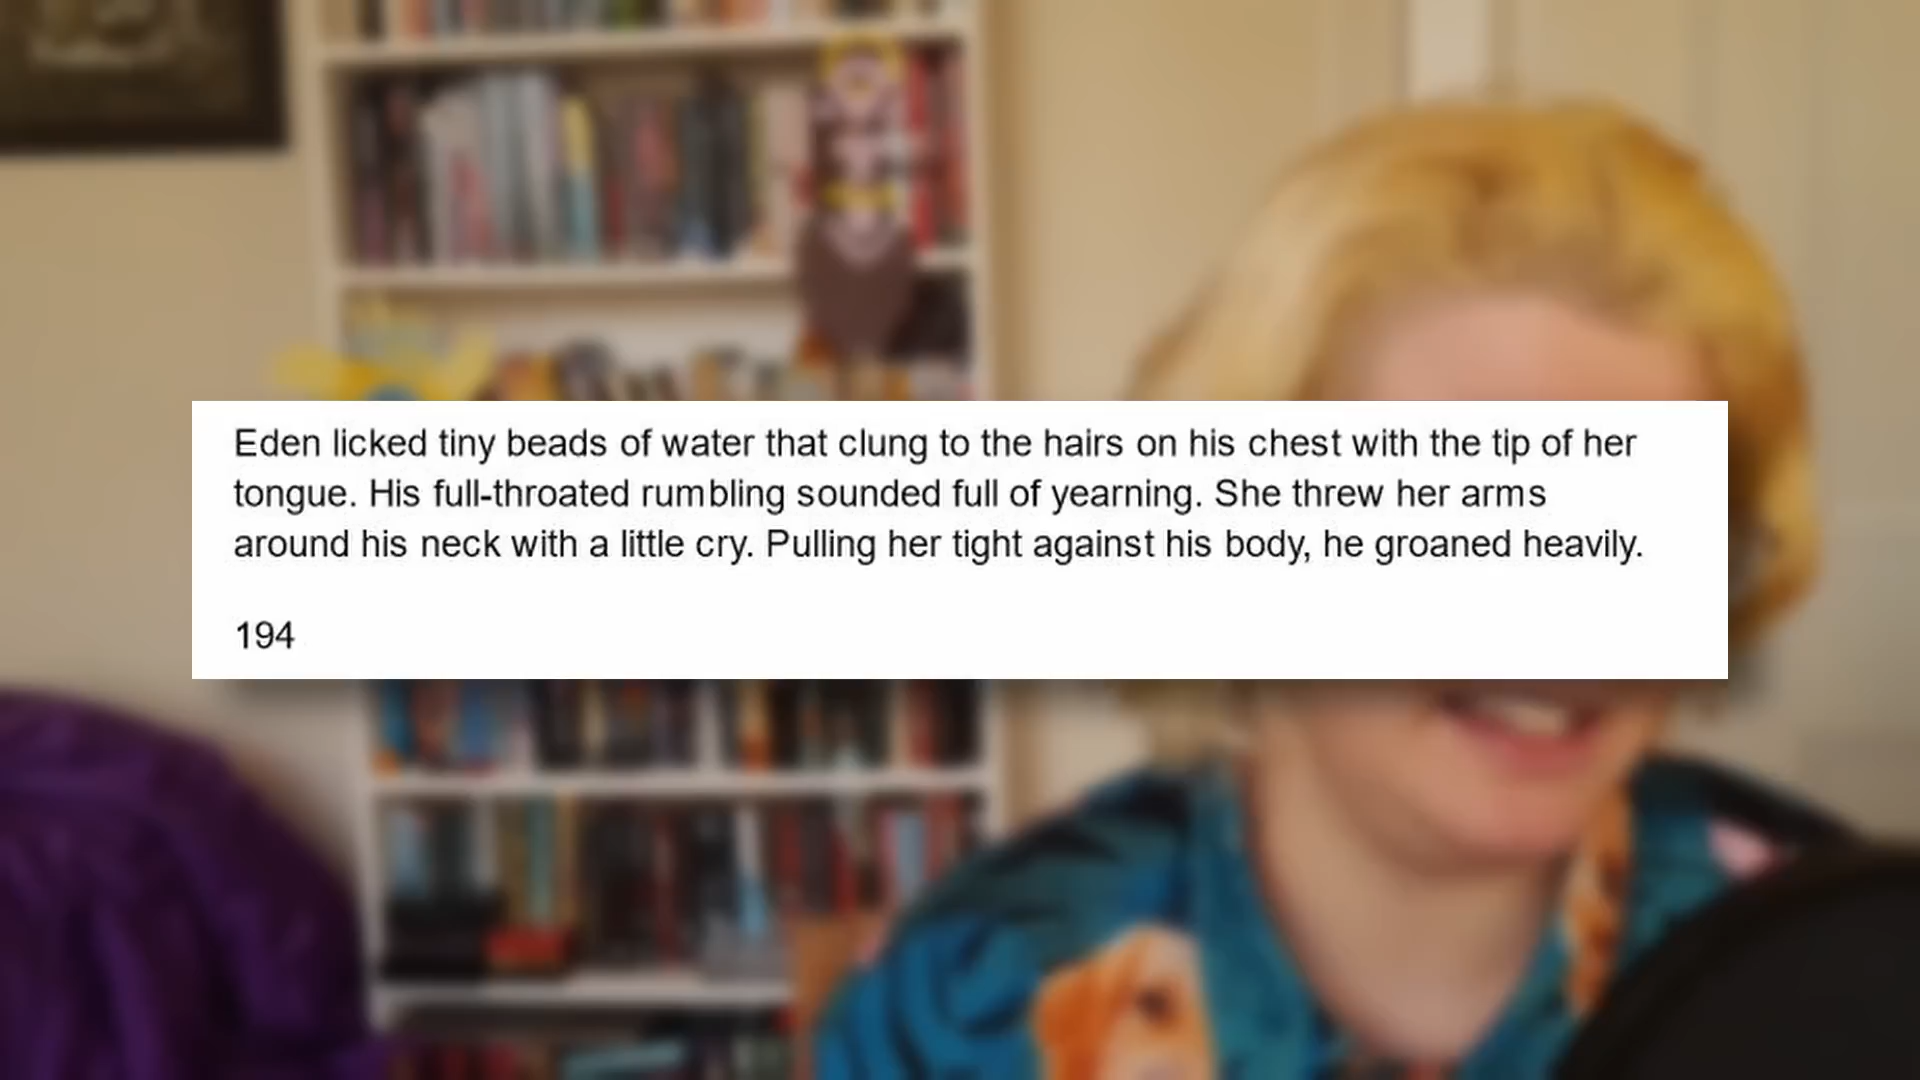 Eden licked tiny beads of water that clung to the hairs on his chest with the tip of her
tongue. His full-throated rumbling sounded full of yearning. She threw her arms
around his neck with a little cry. Pulling her tight against his body, he groaned heavily.
194